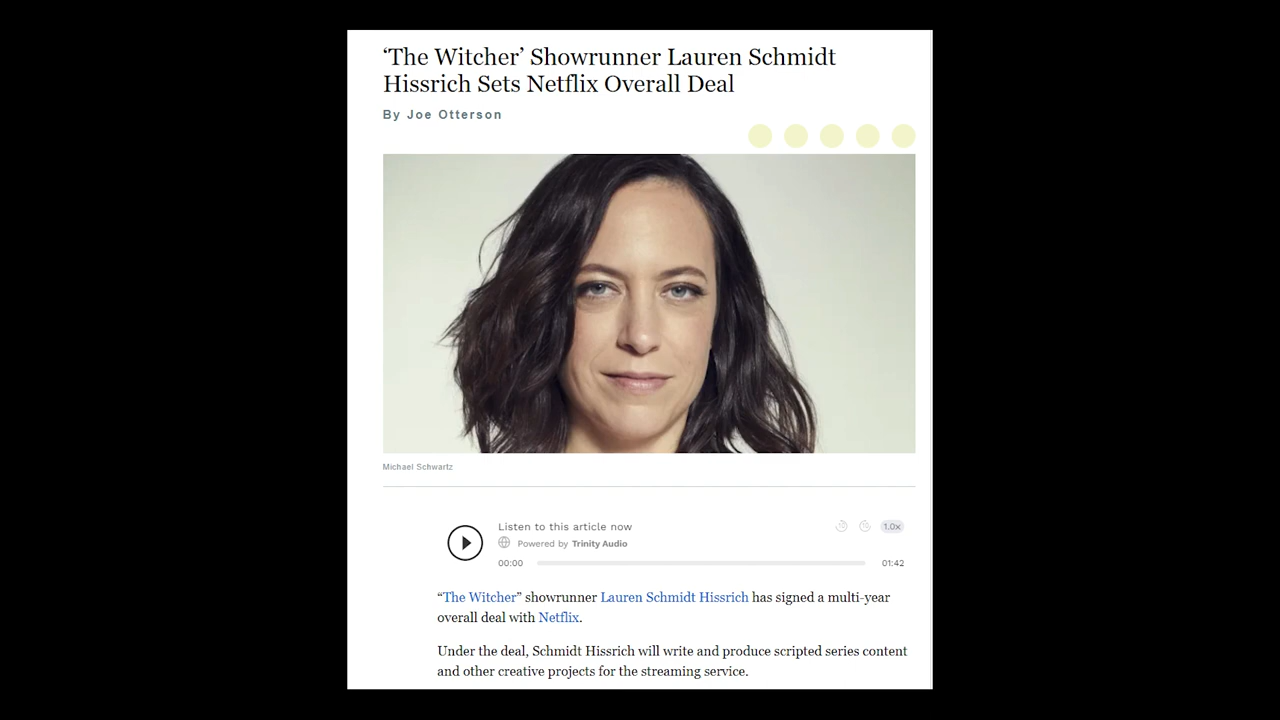 ‘The Witcher’ Showrunner Lauren Schmidt
Hissrich Sets Netflix Overall Deal
By Joe Otterson
Michael Schwartz
Listen to this article now
1.0x
Powered by Trinity Audio
00:00
01:42
“The Witcher” showrunner Lauren Schmidt Hissrich has signed a multi-year
overall deal with Netflix.
Under the deal, Schmidt Hissrich will write and produce scripted series content
and other creative projects for the streaming service.